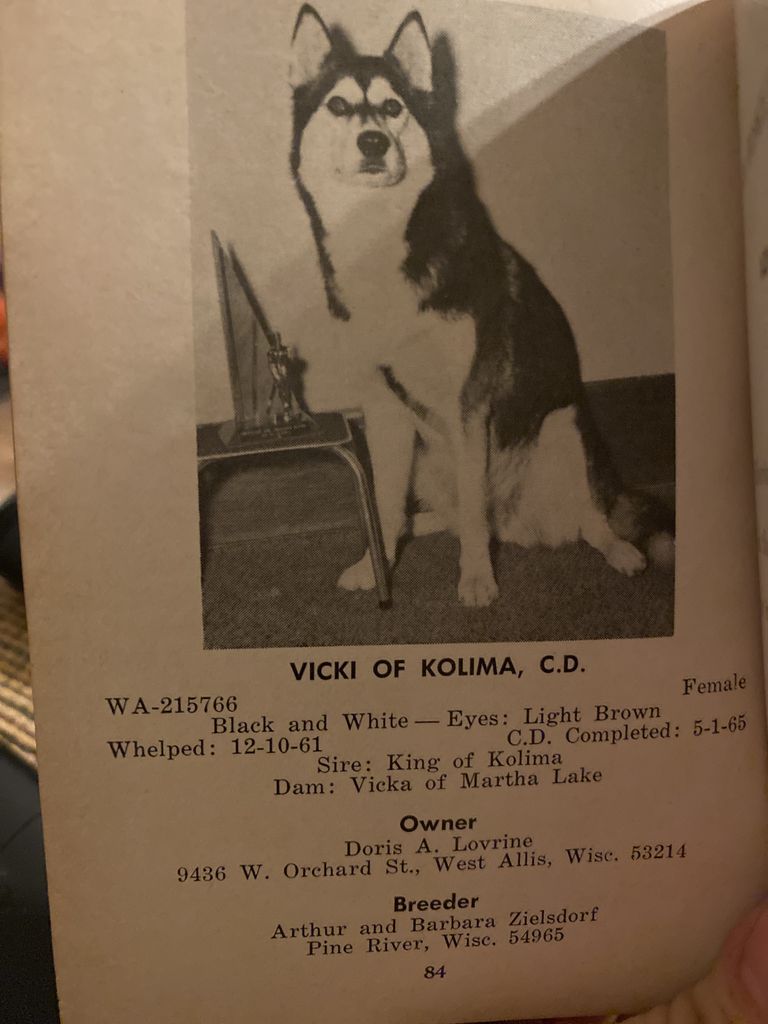 VICKI OF KOLIMA, C.D.
WA-215766 Female
Black and White — Eyes: Light Brown
Whelped: 12-10-61 C.D. Completed: 5-1-65
Sire: King of Kolima
Dam: Vicka of Martha Lake
Owner
Doris A. Lovrine
9436 W. Orchard St., West Allis, Wisc. 53214
Breeder
Arthur and Barbara Zielsdorf
Pine River, Wisc. 54965
84